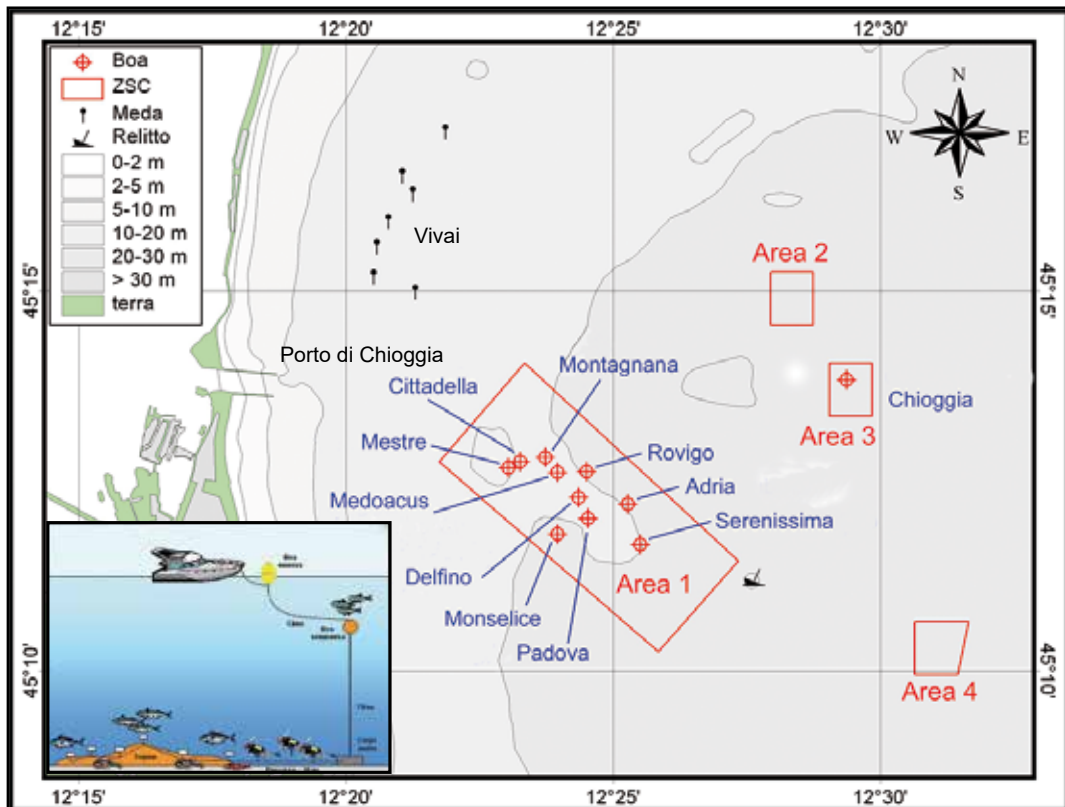 12°15'
12°20'
12°25'
12°30'
Boa
ZSC
Meda
Relitto
0-2 m
2-5 m
5-10 m
10-20 m
20-30 m
> 30 m
terra
N
W
E
S
Vivai
45°15'
45°15'
Area 2
Porto di Chioggia
Montagnana
Cittadella
Chioggia
Mestre
Area 3
Rovigo
Medoacus
Adria
Serenissima
Delfino
Area 1
Monselice
Padova
45°10'
45°10'
Area 4
12°15'
12°20'
12°25'
12°30'